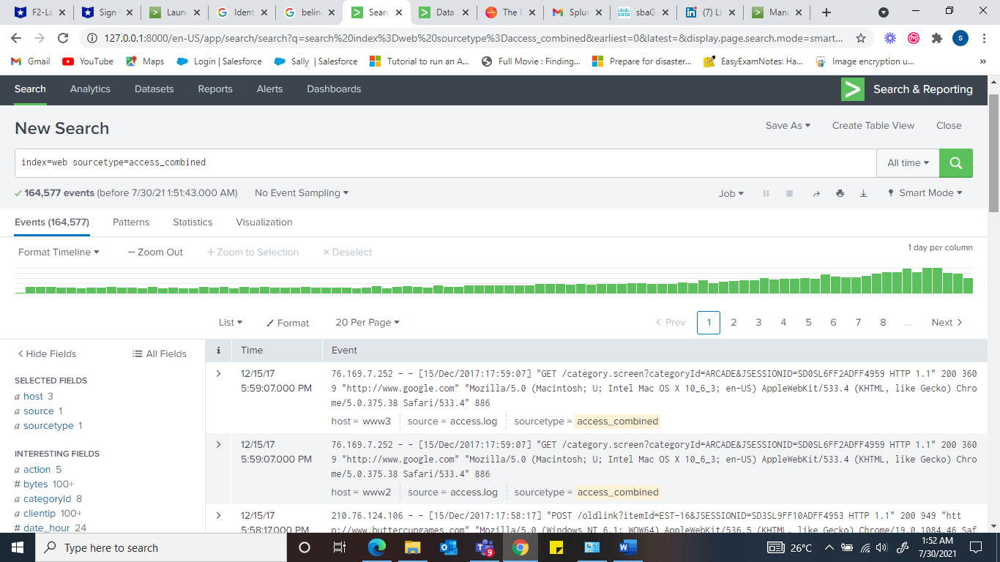 F2-La
Sign
Laun
Ident
belin
Searc
Data
The I
Splur
sbaG
(7) Li
Mana
127.0.0.1:8000/en-US/app/search/search?q=search%20index%3Dweb%20sourcetype%3Daccess_combined&earliest=0&latest=&display.page.search.mode=smart...
S
Gmail
YouTube
Maps
Login | Salesforce
Sally | Salesforce
Tutorial to run an A...
Full Movie : Finding...
Prepare for disaster...
EasyExamNotes: Ha...
Image encryption u...
Search
Analytics
Datasets
Reports
Alerts
Dashboards
Search & Reporting
New Search
Save As
Create Table View
Close
index=web sourcetype=access_combined
All time
164,577 events (before 7/30/21 1:51:43.000 AM)
No Event Sampling
Job
Smart Mode
Events (164,577)
Patterns
Statistics
Visualization
Format Timeline
— Zoom Out
+ Zoom to Selection
× Deselect
1 day per column
List
Format
20 Per Page
< Prev
1
2
3
4
5
6
7
8
...
Next >
< Hide Fields
All Fields
i
Time
Event
SELECTED FIELDS
a host 3
a source 1
a sourcetype 1
INTERESTING FIELDS
a action 5
# bytes 100+
a categoryId 8
a clientip 100+
# date_hour 24
12/15/17
5:59:07.000 PM
76.169.7.252 - - [15/Dec/2017:17:59:07] "GET /category.screen?categoryId=ARCADE&JSESSIONID=SD0SL6FF2ADFF4959 HTTP 1.1" 200 360
9 "http://www.google.com" "Mozilla/5.0 (Macintosh; U; Intel Mac OS X 10_6_3; en-US) AppleWebKit/533.4 (KHTML, like Gecko) Chro
me/5.0.375.38 Safari/533.4" 886
host = www3
source = access.log
sourcetype = access_combined
12/15/17
5:59:07.000 PM
76.169.7.252 - - [15/Dec/2017:17:59:07] "GET /category.screen?categoryId=ARCADE&JSESSIONID=SD0SL6FF2ADFF4959 HTTP 1.1" 200 360
9 "http://www.google.com" "Mozilla/5.0 (Macintosh; U; Intel Mac OS X 10_6_3; en-US) AppleWebKit/533.4 (KHTML, like Gecko) Chro
me/5.0.375.38 Safari/533.4" 886
host = www2
source = access.log
sourcetype = access_combined
12/15/17
5:58:17.000 PM
210.76.124.106 - - [15/Dec/2017:17:58:17] "POST /oldlink?itemId=EST-16&JSESSIONID=SD3SL9FF10ADFF4953 HTTP 1.1" 200 949 "htt
p://www.buttercupgames.com" "Mozilla/5.0 (Windows NT 6.1; WOW64) AppleWebKit/536.5 (KHTML, like Gecko) Chrome/19.0.1084.46 Saf
Type here to search
9
26°C
1:52 AM
7/30/2021